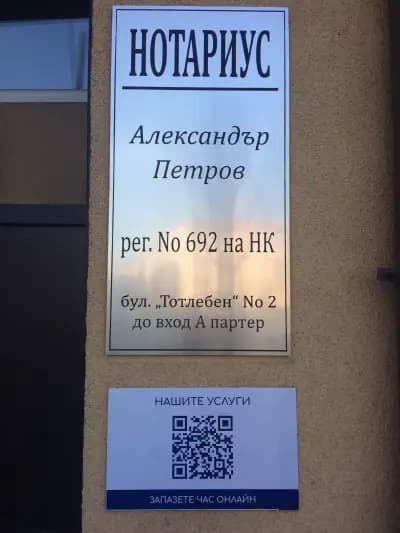 НОТАРИУС
Александър
Петров
рег. No 692 на НК
бул. „Тотлебен“ No 2
до вход А партер
НАШИТЕ УСЛУГИ
ЗАПАЗЕТЕ ЧАС ОНЛАЙН